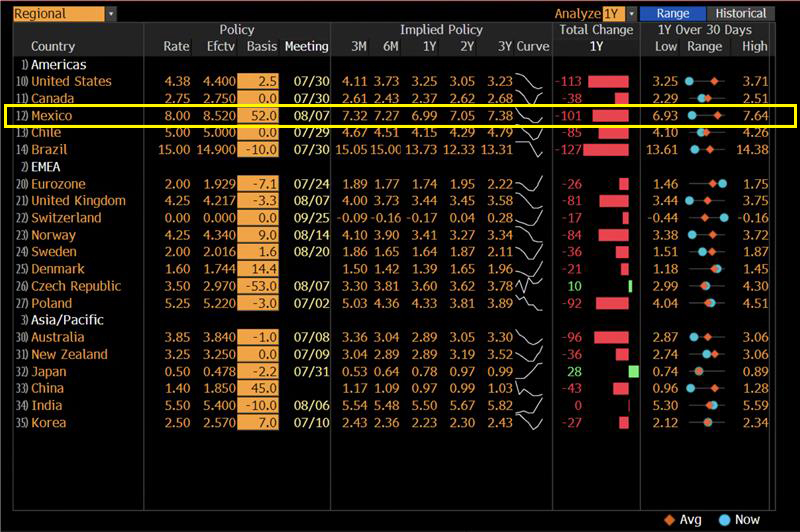 Regional Analyze 1Y Range Historical
Policy Implied Policy Total Change 1Y Over 30 Days
Country Rate Efctv Basis Meeting 3M 6M 1Y 2Y 3Y Curve 1Y Low Range High
1) Americas
10) United States 4.38 4.400 2.5 07/30 4.11 3.73 3.25 3.05 3.23 -113 3.25 3.71
11) Canada 2.75 2.750 0.0 07/30 2.61 2.43 2.37 2.62 2.68 -38 2.29 2.51
12) Mexico 8.00 8.520 52.0 08/07 7.32 7.27 6.99 7.05 7.38 -101 6.93 7.64
13) Chile 5.00 5.000 0.0 07/29 4.67 4.51 4.15 4.29 4.79 -85 4.10 4.26
14) Brazil 15.00 14.900 -10.0 07/30 15.05 15.00 13.73 12.33 13.31 -127 13.61 14.38
2) EMEA
20) Eurozone 2.00 1.929 -7.1 07/24 1.89 1.77 1.74 1.95 2.22 -26 1.46 1.75
21) United Kingdom 4.25 4.217 -3.3 08/07 4.00 3.73 3.44 3.45 3.58 -81 3.44 3.75
22) Switzerland 0.00 0.000 0.0 09/25 -0.09 -0.16 -0.17 0.04 0.28 -17 -0.44 -0.16
23) Norway 4.25 4.340 9.0 08/14 4.10 3.90 3.41 3.27 3.34 -84 3.38 3.72
24) Sweden 2.00 2.016 1.6 08/20 1.86 1.65 1.64 1.87 2.11 -36 1.51 1.87
25) Denmark 1.60 1.744 14.4 1.50 1.42 1.39 1.65 1.96 -21 1.18 1.45
26) Czech Republic 3.50 2.970 -53.0 08/07 3.30 3.81 3.60 3.62 3.78 10 2.99 4.30
27) Poland 5.25 5.220 -3.0 07/02 5.03 4.36 4.33 3.81 3.89 -92 4.04 4.51
3) Asia/Pacific
30) Australia 3.85 3.840 -1.0 07/08 3.36 3.04 2.89 3.05 3.30 -96 2.87 3.06
31) New Zealand 3.25 3.250 0.0 07/09 3.04 2.89 2.89 3.19 3.52 -36 2.74 3.06
32) Japan 0.50 0.478 -2.2 07/31 0.53 0.64 0.78 0.97 0.99 28 0.74 0.89
33) China 1.40 1.850 45.0 1.17 1.09 0.97 0.99 1.03 -43 0.96 1.28
34) India 5.50 5.400 -10.0 08/06 5.54 5.48 5.50 5.67 5.82 0 5.30 5.59
35) Korea 2.50 2.570 7.0 07/10 2.43 2.36 2.23 2.30 2.43 -27 2.12 2.34
Avg Now